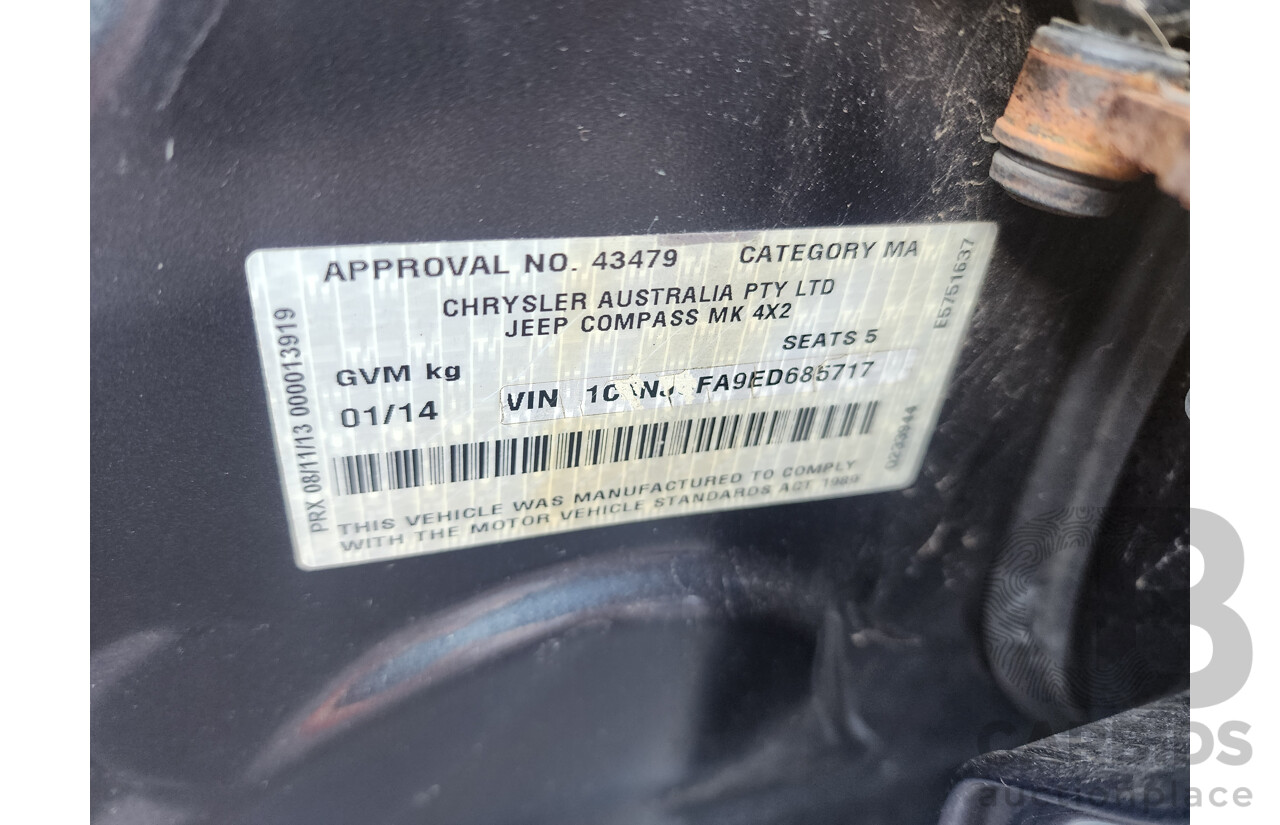 APPROVAL NO. 43479 CATEGORY MA
CHRYSLER AUSTRALIA PTY LTD
JEEP COMPASS MK 4X2
SEATS 5
GVM kg
01/14
VIN
THIS VEHICLE WAS MANUFACTURED TO COMPLY
WITH THE MOTOR VEHICLE STANDARDS ACT 1989
PRX 08/11/13 000013919
E5751637
0239944